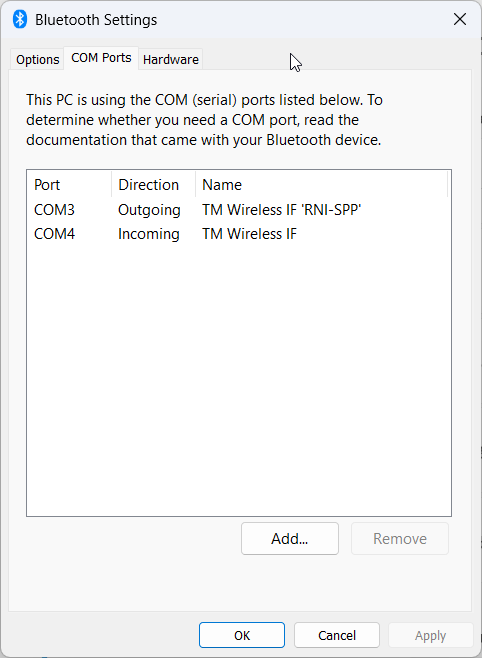 Bluetooth Settings
Options COM Ports Hardware
This PC is using the COM (serial) ports listed below. To
determine whether you need a COM port, read the
documentation that came with your Bluetooth device.
Port Direction Name
COM3 Outgoing TM Wireless IF 'RNI-SPP'
COM4 Incoming TM Wireless IF
Add... Remove
OK Cancel Apply